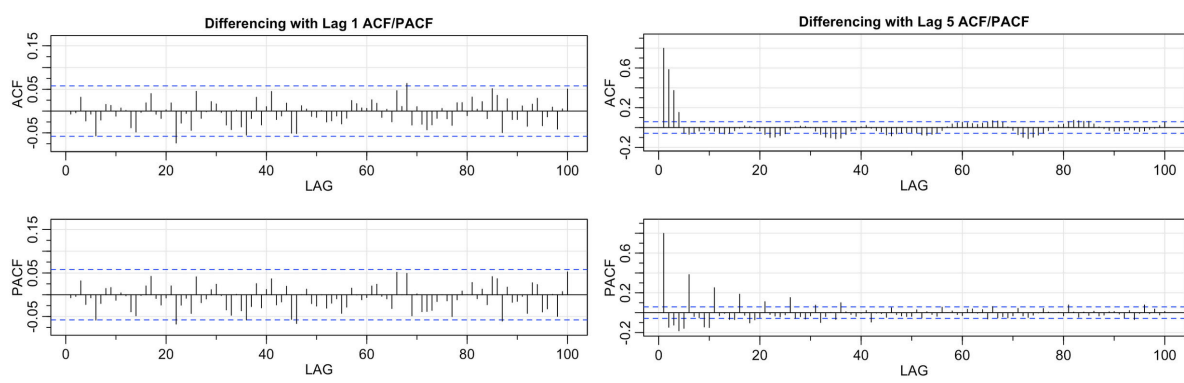 Differencing with Lag 1 ACF/PACF
ACF
-0.05 0.05 0.15
0 20 40 60 80 100
LAG
PACF
-0.05 0.05 0.15
0 20 40 60 80 100
LAG
Differencing with Lag 5 ACF/PACF
ACF
-0.2 0.2 0.6
0 20 40 60 80 100
LAG
PACF
-0.2 0.2 0.6
0 20 40 60 80 100
LAG